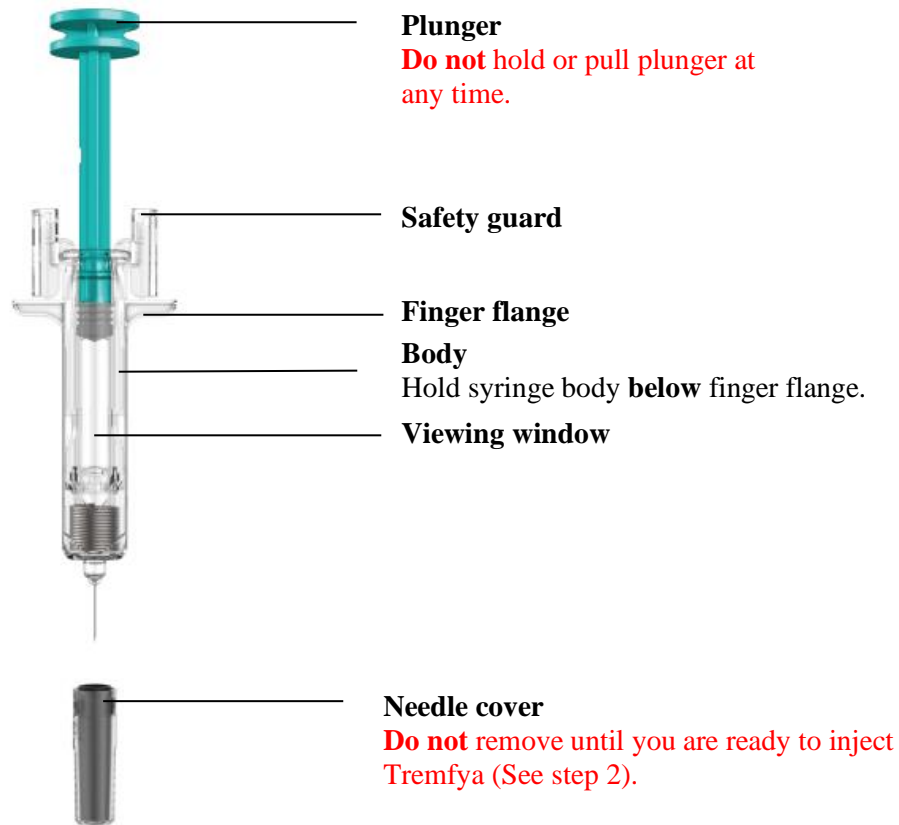 Plunger
Do not hold or pull plunger at
any time.
Safety guard
Finger flange
Body
Hold syringe body below finger flange.
Viewing window
Needle cover
Do not remove until you are ready to inject
Tremfya (See step 2).